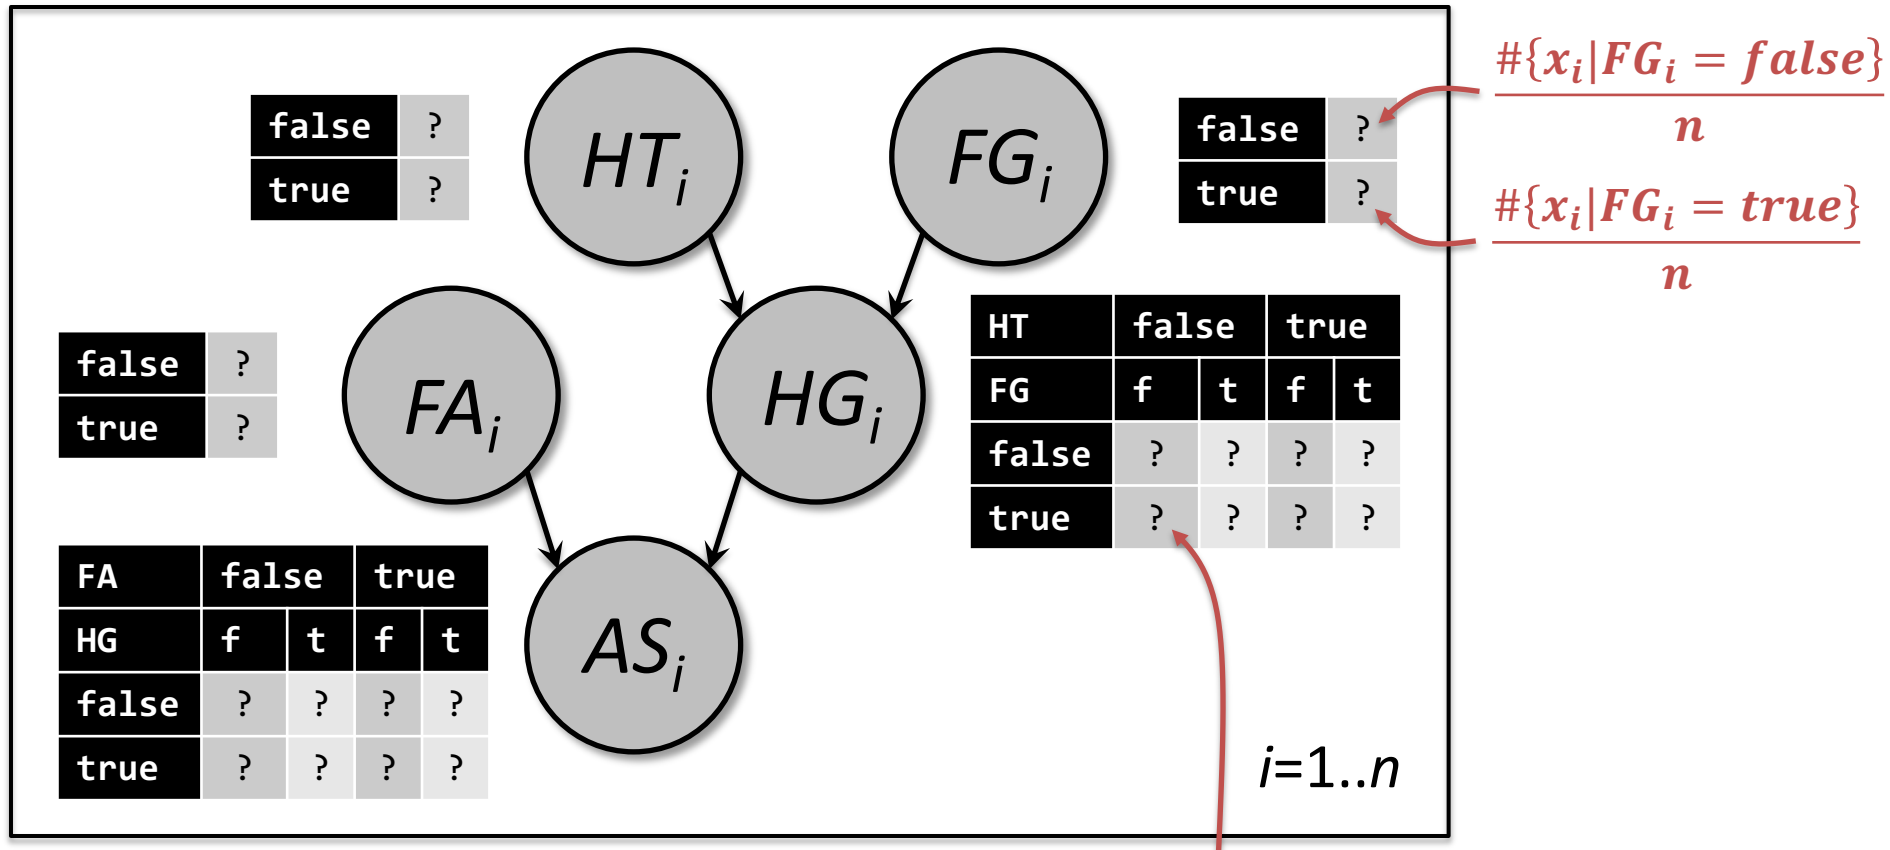 #{x_i|FG_i = false}
n
false ?
true ?
HT_i
FG_i
false ?
true ?
#{x_i|FG_i = true}
n
false ?
true ?
FA_i
HG_i
HT false true
FG f t f t
false ? ? ? ?
true ? ? ? ?
FA false true
HG f t f t
false ? ? ? ?
true ? ? ? ?
AS_i
i=1..n